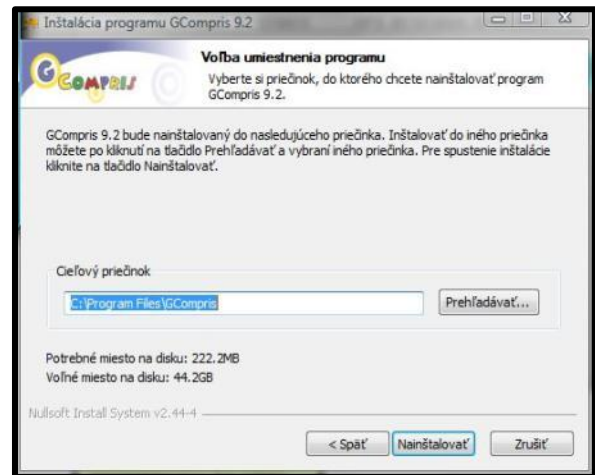 Inštalácia programu GCompris 9.2
GCOMPRIS
Voľba umiestnenia programu
Vyberte si priečinok, do ktorého chcete nainštalovať program
GCompris 9.2.
GCompris 9.2 bude nainštalovaný do nasledujúceho priečinka. Inštalovať do iného priečinka
môžete po kliknutí na tlačidlo Prehľadávať a vybraní iného priečinka. Pre spustenie inštalácie
kliknite na tlačidlo Nainštalovať.
Cieľový priečinok
C:\Program Files\GCompris
Prehľadávať...
Potrebné miesto na disku: 222.2MB
Voľné miesto na disku: 44.2GB
Nullsoft Install System v2.44-4
< Späť Nainštalovať Zrušiť